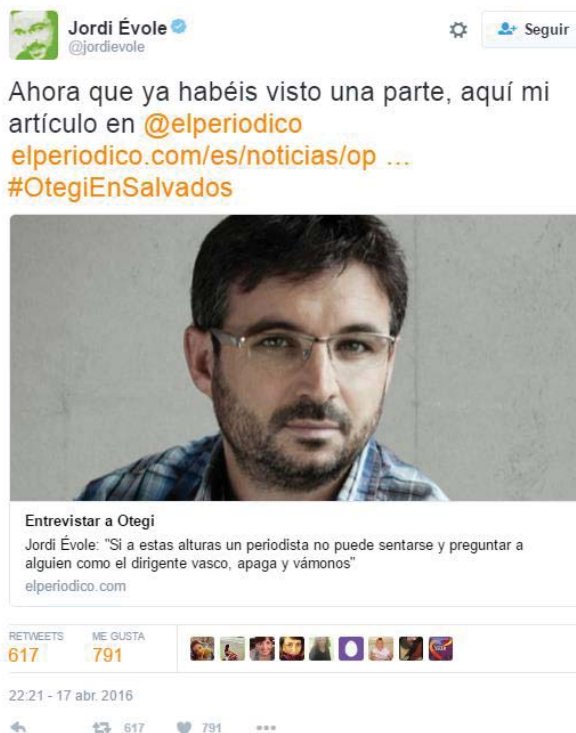 Jordi Évole
@jordievole
Seguir
Ahora que ya habéis visto una parte, aquí mi
artículo en @elperiodico
elperiodico.com/es/noticias/op ...
#OtegiEnSalvados
Entrevistar a Otegi
Jordi Évole: "Si a estas alturas un periodista no puede sentarse y preguntar a
alguien como el dirigente vasco, apaga y vámonos"
elperiodico.com
RETWEETS ME GUSTA
617 791
22:21 - 17 abr. 2016
617 791